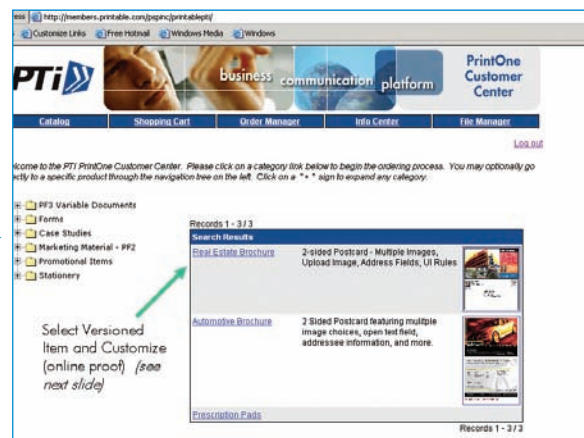 http://members.printable.com/pspinc/printablepti/
Customize Links Free Hotmail Windows Media Windows
PTi
business communication platform
PrintOne
Customer
Center
Catalog Shopping Cart Order Manager Info Center File Manager
Log out
to the PTI PrintOne Customer Center. Please click on a category link below to begin the ordering process. You may optionally go
to a specific product through the navigation tree on the left. Click on a "+" sign to expand any category.
PF3 Variable Documents
Forms
Case Studies
Marketing Material - PF2
Promotional Items
Stationery
Records 1 - 3 / 3
Search Results
Real Estate Brochure
2-sided Postcard - Multiple Images,
Upload Image, Address Fields, UI Rules
Select Versioned
Item and Customize
(online proof) (see
next slide)
Automotive Brochure
2 Sided Postcard featuring mulitple
image choices, open text field,
addressee information, and more.
Prescription Pads
Records 1 - 3 / 3